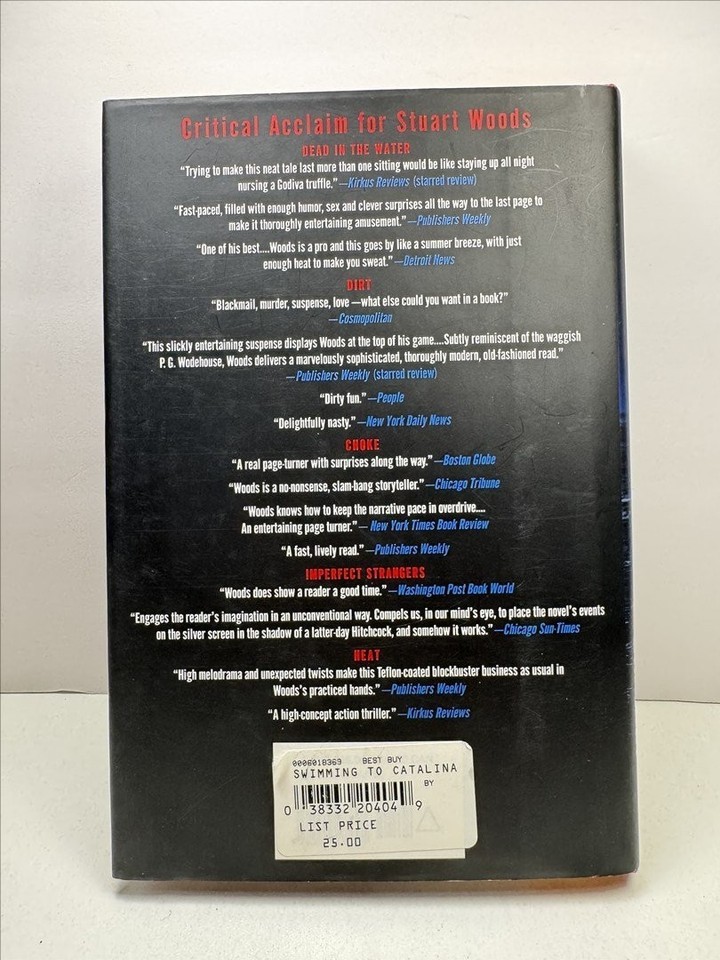 Critical Acclaim for Stuart Woods
DEAD IN THE WATER
“Trying to make this neat tale last more than one sitting would be like staying up all night
nursing a Godiva truffle.” —Kirkus Reviews (starred review)
“Fast-paced, filled with enough humor, sex and clever surprises all the way to the last page to
make it thoroughly entertaining amusement.” —Publishers Weekly
“One of his best....Woods is a pro and this goes by like a summer breeze, with just
enough heat to make you sweat.” —Detroit News
DIRT
“Blackmail, murder, suspense, love —what else could you want in a book?”
—Cosmopolitan
“This slickly entertaining suspense displays Woods at the top of his game....Subtly reminiscent of the waggish
P. G. Wodehouse, Woods delivers a marvelously sophisticated, thoroughly modern, old-fashioned read.”
—Publishers Weekly (starred review)
“Dirty fun.” —People
“Delightfully nasty.” —New York Daily News
CHOKE
“A real page-turner with surprises along the way.” —Boston Globe
“Woods is a no-nonsense, slam-bang storyteller.” —Chicago Tribune
“Woods knows how to keep the narrative pace in overdrive....
An entertaining page turner.” — New York Times Book Review
“A fast, lively read.” —Publishers Weekly
IMPERFECT STRANGERS
“Woods does show a reader a good time.” —Washington Post Book World
“Engages the reader’s imagination in an unconventional way. Compels us, in our mind’s eye, to place the novel’s events
on the silver screen in the shadow of a latter-day Hitchcock, and somehow it works.” —Chicago Sun-Times
HEAT
“High melodrama and unexpected twists make this Teflon-coated blockbuster business as usual in
Woods’s practiced hands.” —Publishers Weekly
“A high-concept action thriller.” —Kirkus Reviews
0006018369 BEST BUY
SWIMMING TO CATALINA
BY
0 38332 20404 9
LIST PRICE
25.00